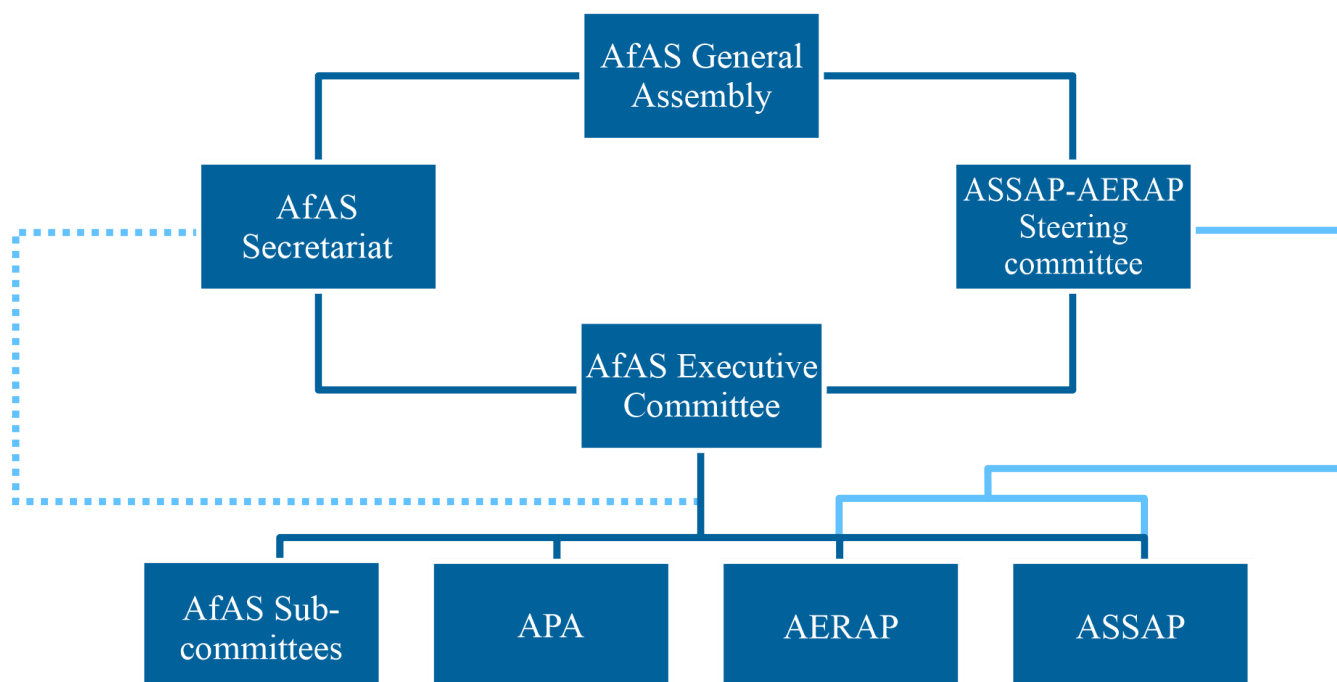 AfAS General
Assembly
AfAS
Secretariat
ASSAP-AERAP
Steering
committee
AfAS Executive
Committee
AfAS Sub-
committees
APA
AERAP
ASSAP